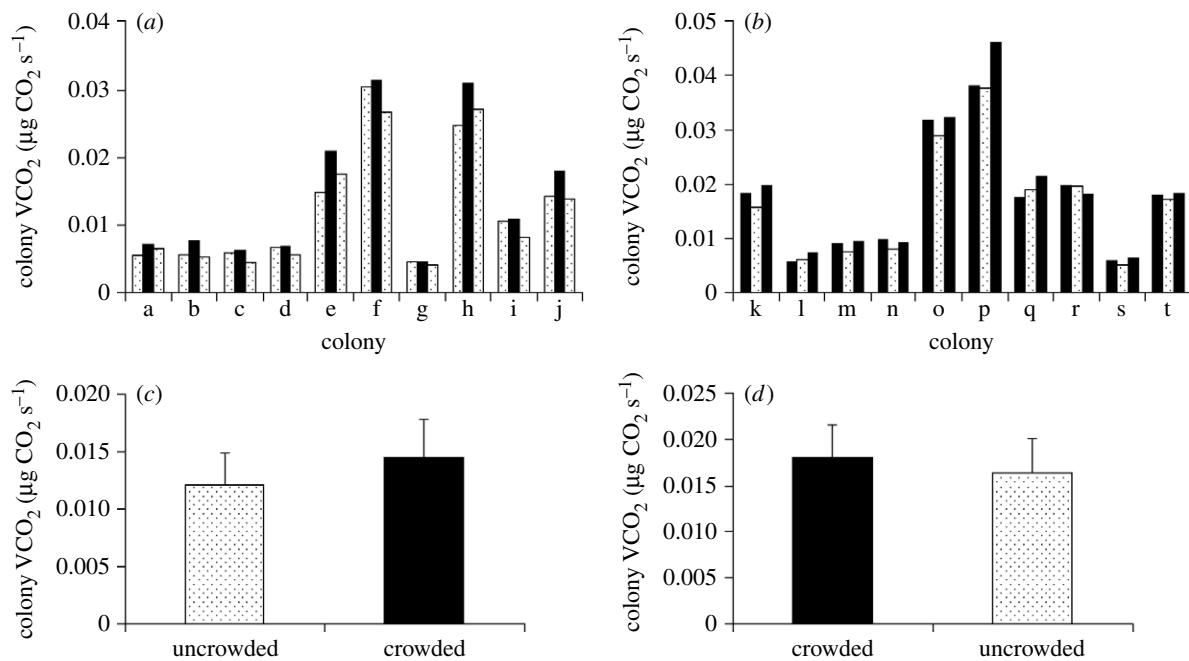 (a)
colony VCO₂ (µg CO₂ s⁻¹)
0.04
0.03
0.02
0.01
0
a b c d e f g h i j
colony
(b)
colony VCO₂ (µg CO₂ s⁻¹)
0.05
0.04
0.03
0.02
0.01
0
k l m n o p q r s t
colony
(c)
colony VCO₂ (µg CO₂ s⁻¹)
0.020
0.015
0.010
0.005
0
uncrowded crowded
(d)
colony VCO₂ (µg CO₂ s⁻¹)
0.025
0.020
0.015
0.010
0.005
0
crowded uncrowded